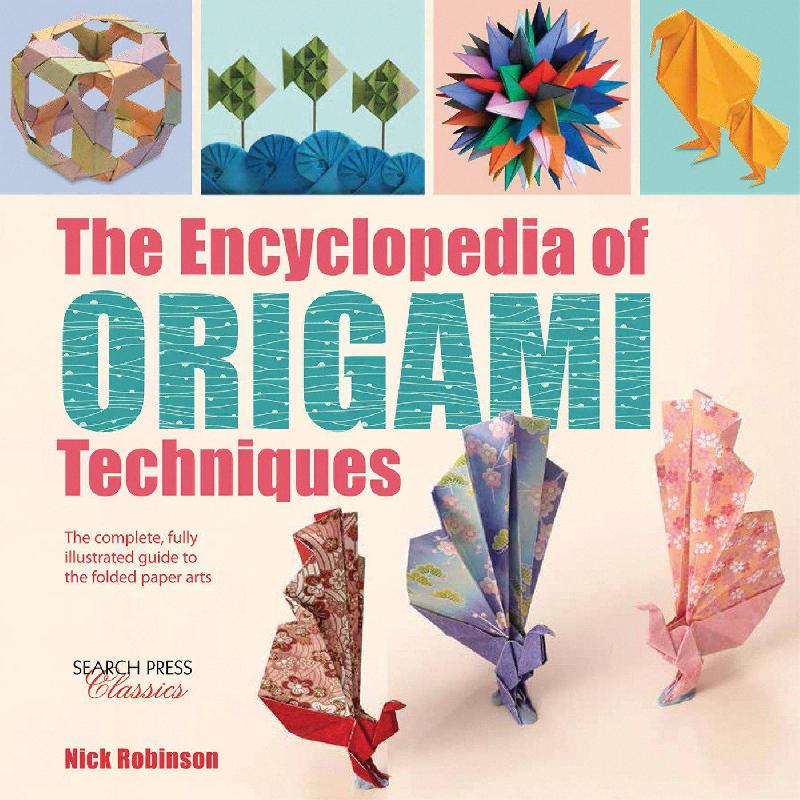 The Encyclopedia of
ORIGAMI
Techniques
The complete, fully
illustrated guide to
the folded paper arts
SEARCH PRESS
Classics
Nick Robinson